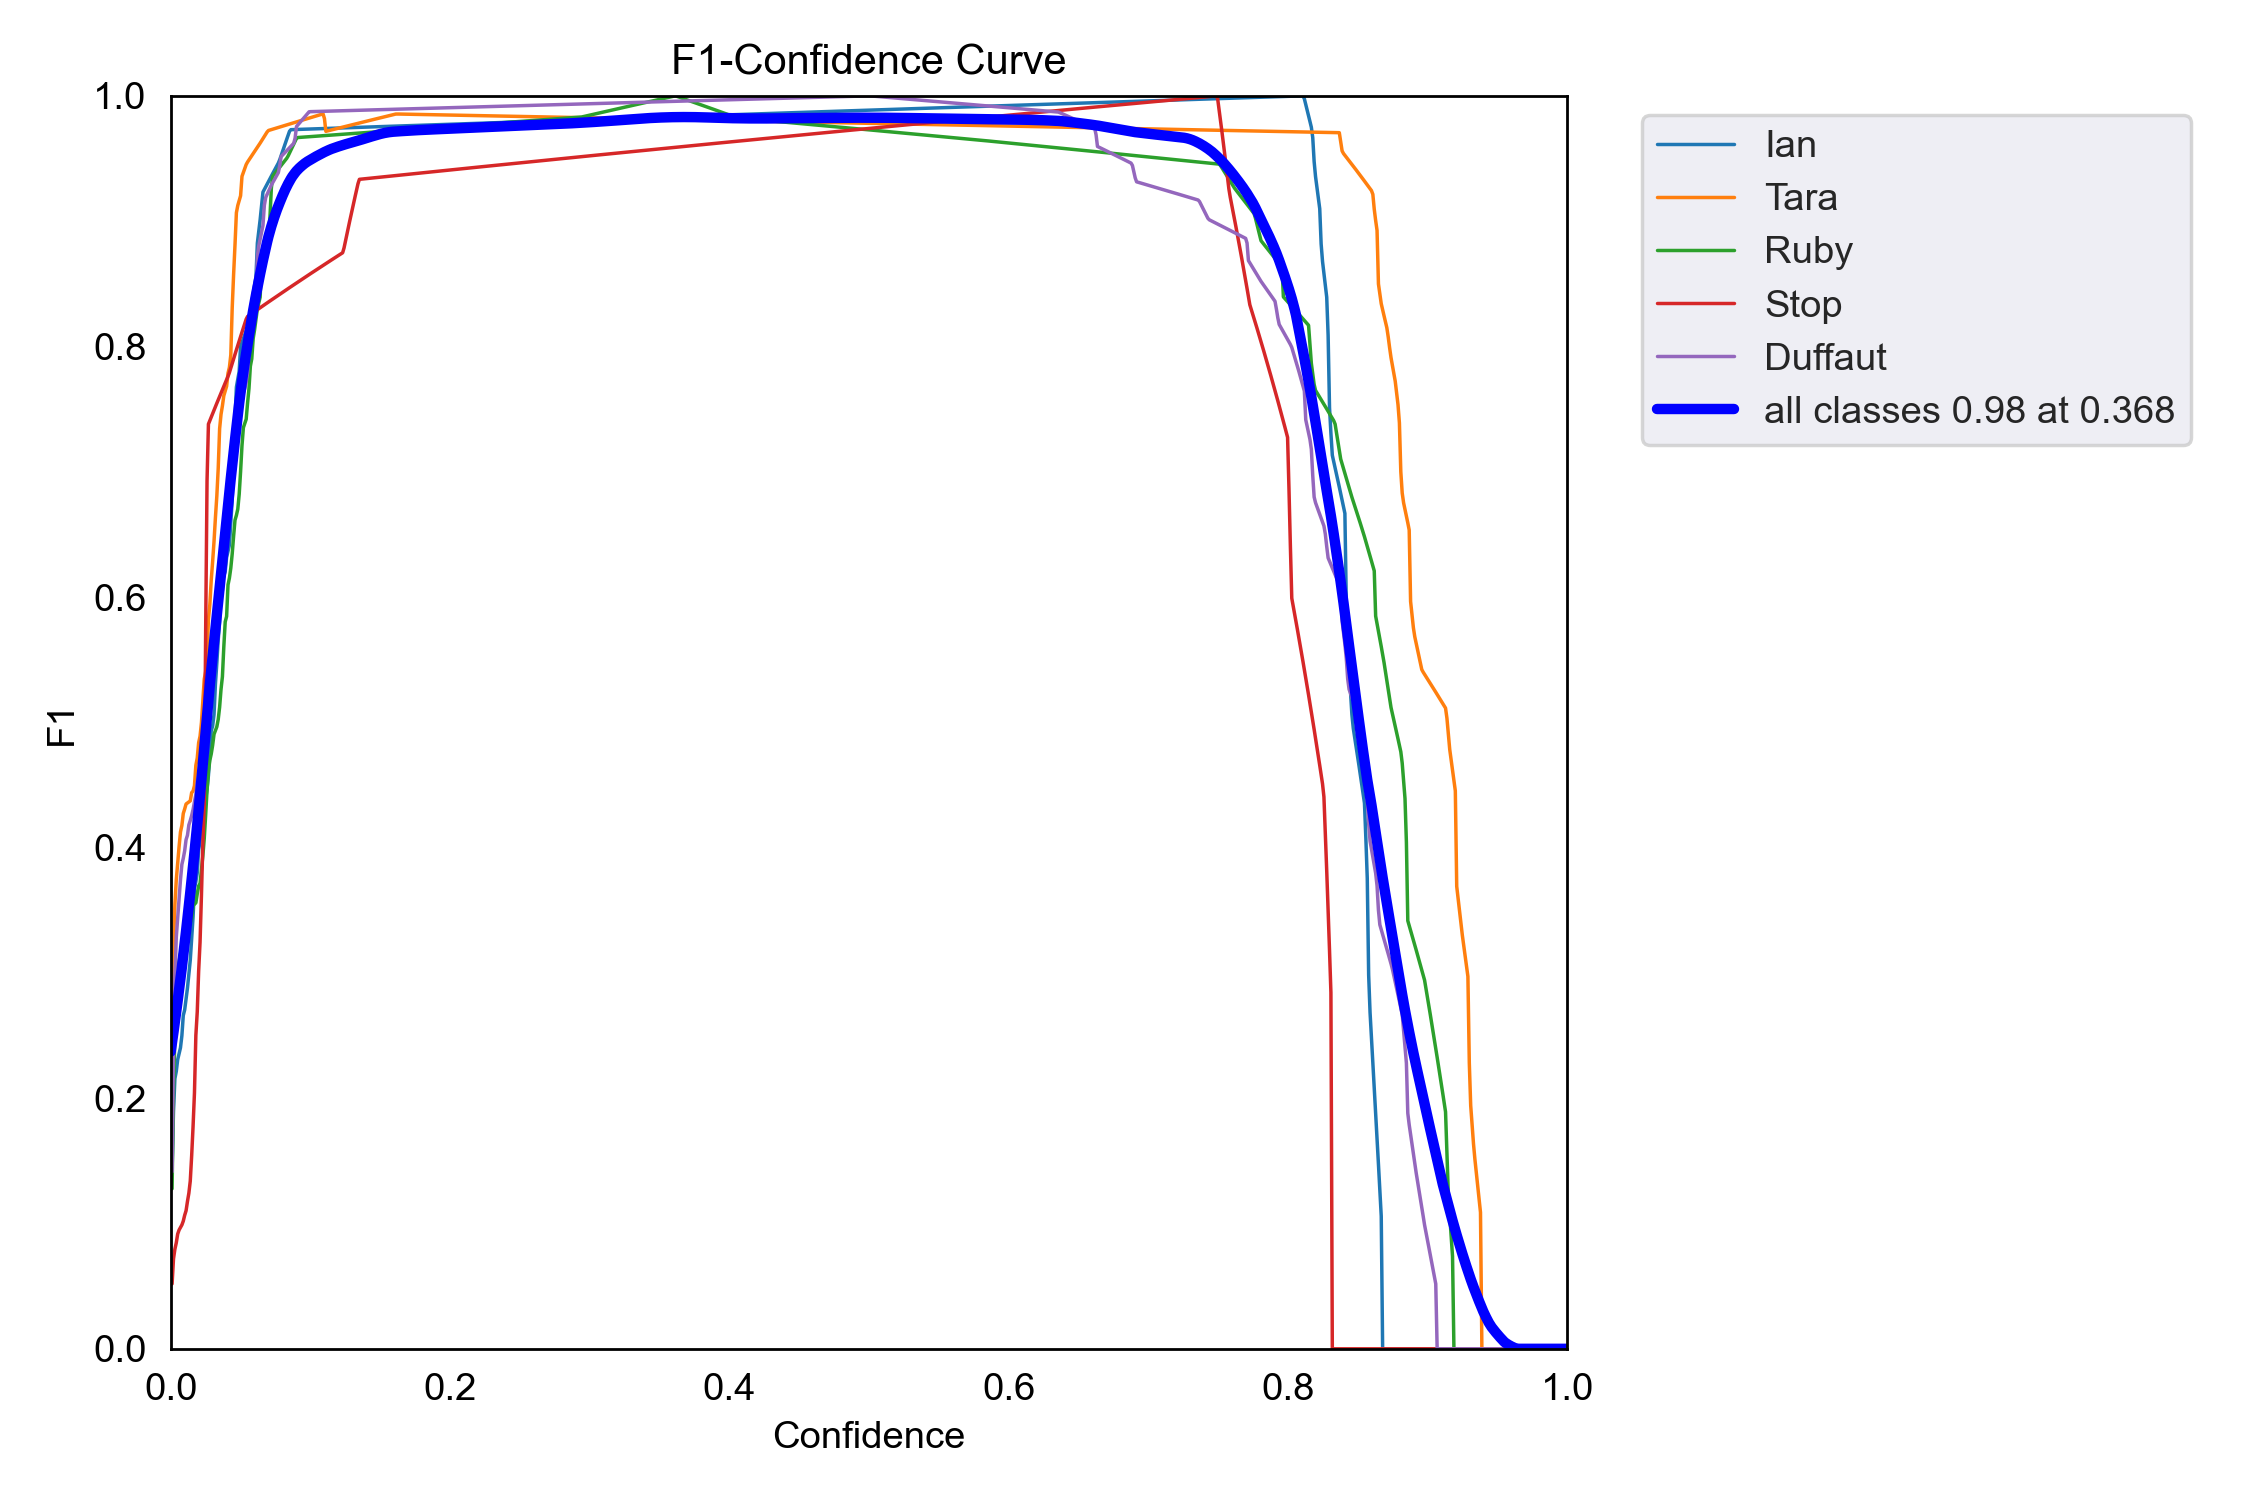 F1-Confidence Curve
1.0
0.8
0.6
0.4
0.2
0.0
F1
0.0 0.2 0.4 0.6 0.8 1.0
Confidence
Ian
Tara
Ruby
Stop
Duffaut
all classes 0.98 at 0.368